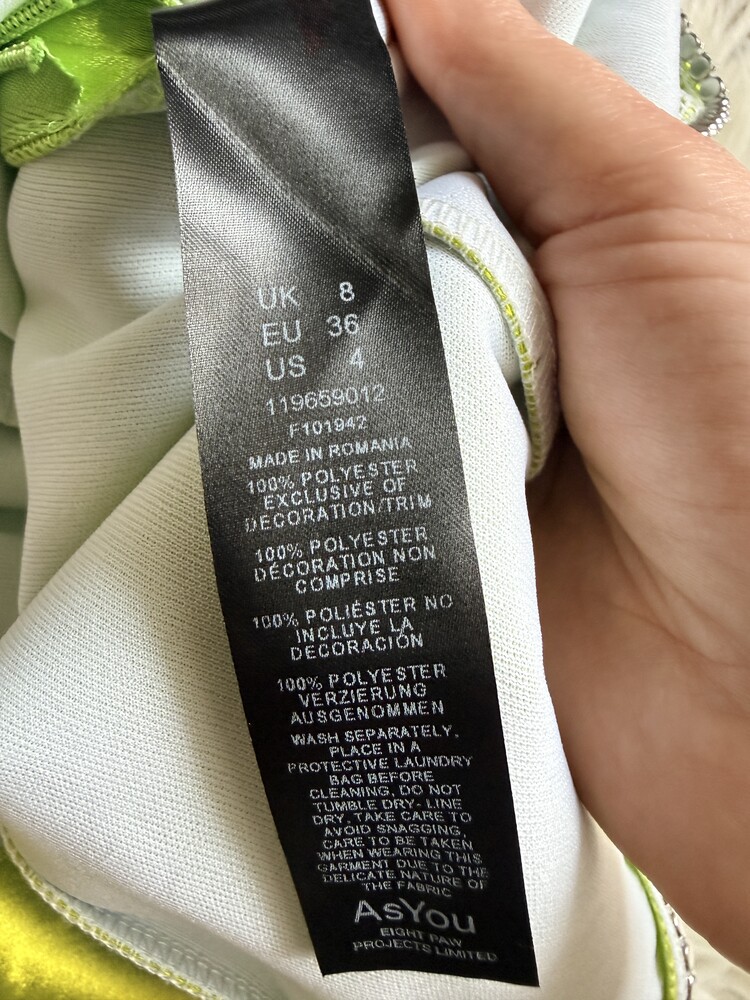 UK 8
EU 36
US 4
119659012
F101942
MADE IN ROMANIA
100% POLYESTER
EXCLUSIVE OF
DECORATION/TRIM
100% POLYESTER
DÉCORATION NON
COMPRISE
100% POLIÉSTER NO
INCLUYE LA
DECORACIÓN
100% POLYESTER
VERZIERUNG
AUSGENOMMEN
WASH SEPARATELY,
PLACE IN A
PROTECTIVE LAUNDRY
BAG BEFORE
CLEANING, DO NOT
TUMBLE DRY- LINE
DRY. TAKE CARE TO
AVOID SNAGGING,
CARE TO BE TAKEN
WHEN WEARING THIS
GARMENT DUE TO THE
DELICATE NATURE OF
THE FABRIC
AsYou
EIGHT PAW
PROJECTS LIMITED